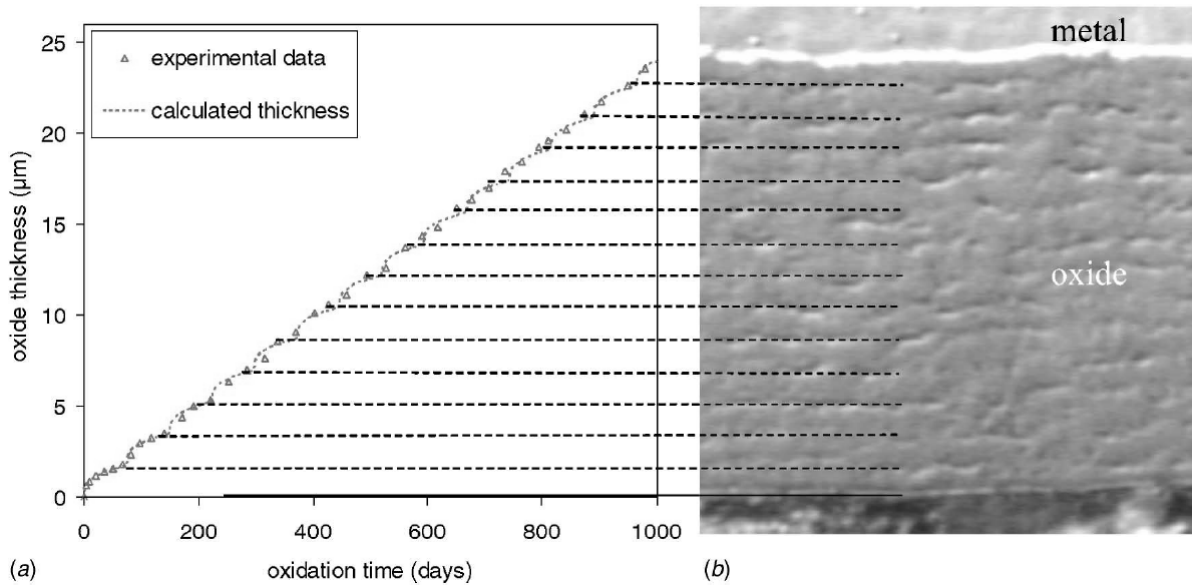 25
20
15
10
5
0
oxide thickness (µm)
experimental data
calculated thickness
0
200
400
600
800
1000
oxidation time (days)
(a)
metal
oxide
(b)